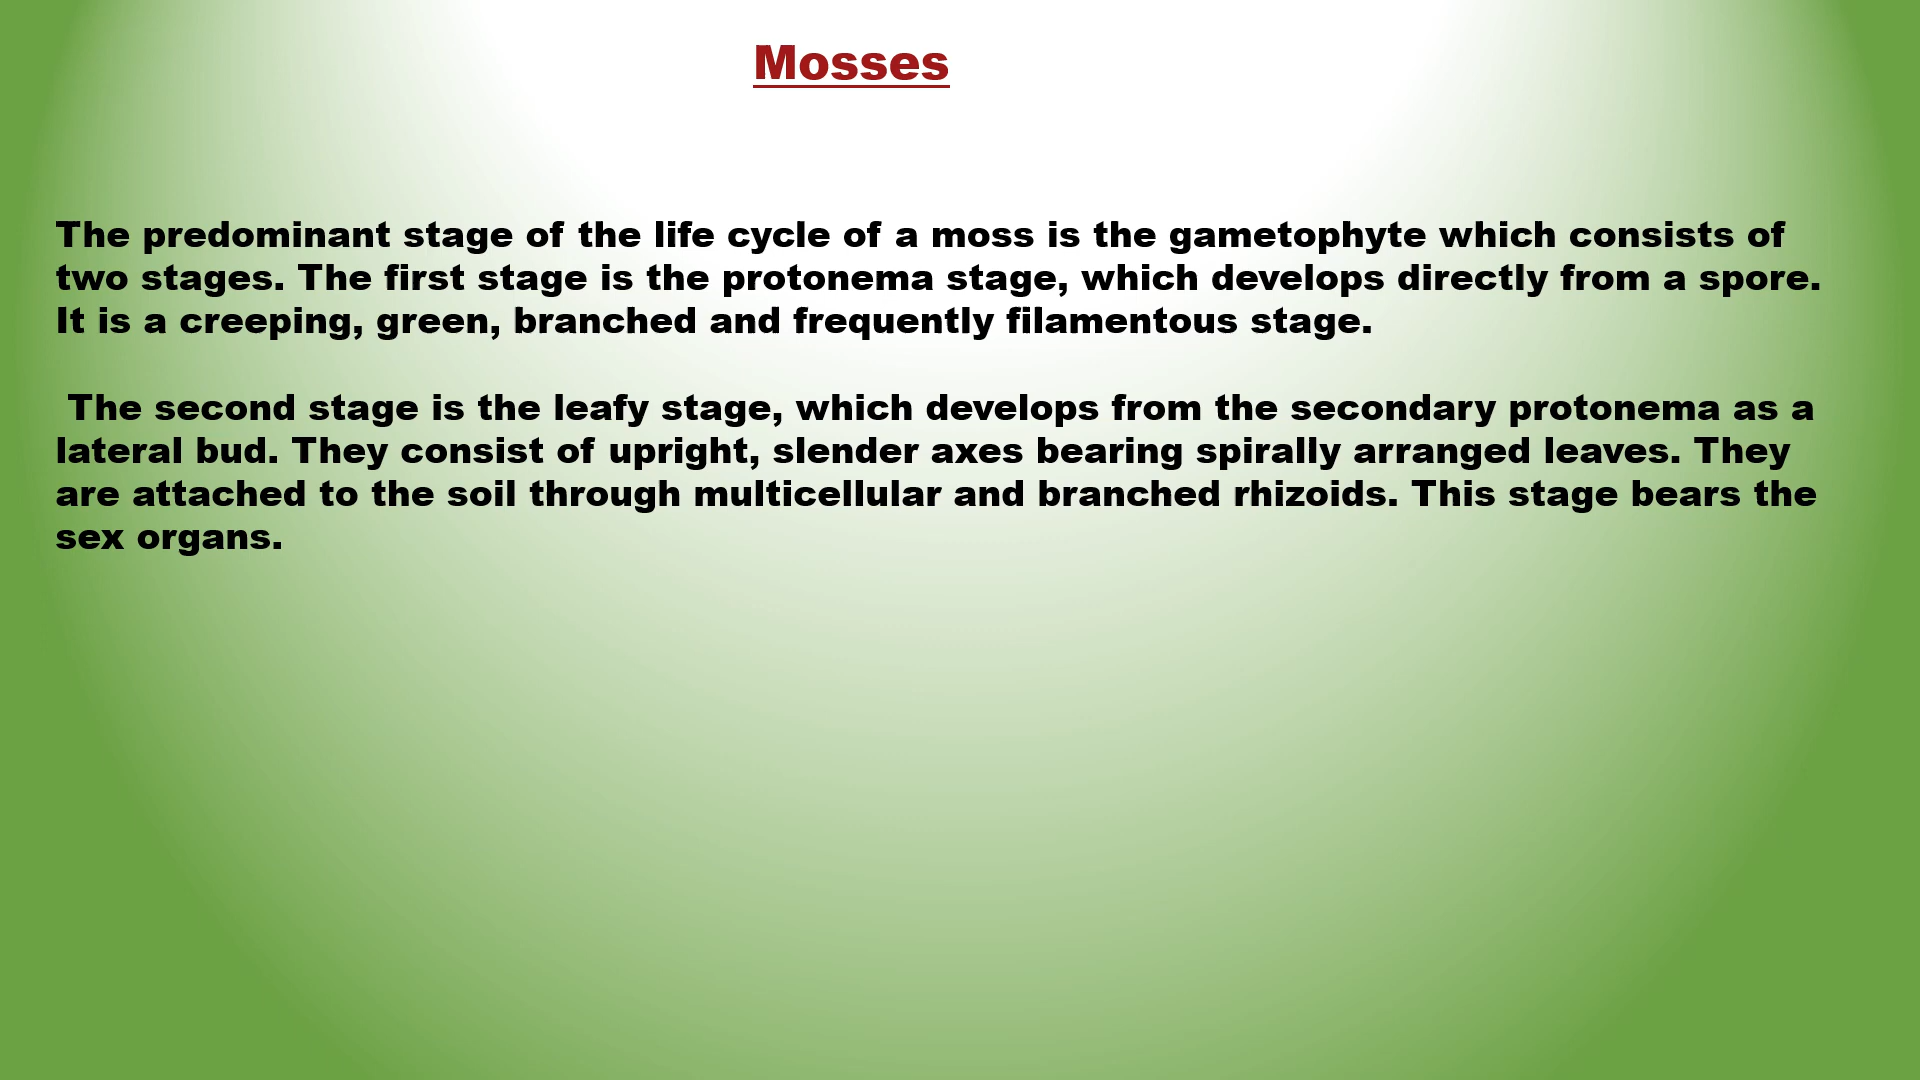 Mosses
The predominant stage of the life cycle of a moss is the gametophyte which consists of
two stages. The first stage is the protonema stage, which develops directly from a spore.
It is a creeping, green, branched and frequently filamentous stage.
The second stage is the leafy stage, which develops from the secondary protonema as a
lateral bud. They consist of upright, slender axes bearing spirally arranged leaves. They
are attached to the soil through multicellular and branched rhizoids. This stage bears the
sex organs.